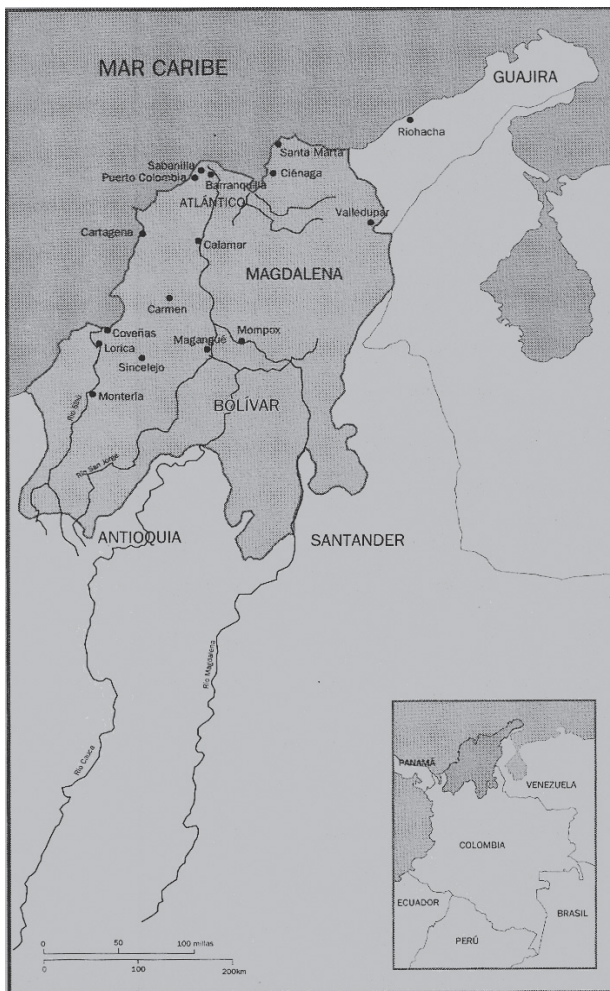 MAR CARIBE
GUAJIRA
Riohacha
Santa Marta
Sabanilla
Puerto Colombia
Barranquilla
Ciénaga
ATLÁNTICO
Valledupar
Cartagena
Calamar
MAGDALENA
Carmen
Coveñas
Mompox
Lorica
Magangué
Sincelejo
Montería
BOLÍVAR
Río Sinú
Río San Jorge
ANTIOQUIA
SANTANDER
Río Magdalena
Río Cauca
PANAMÁ
VENEZUELA
COLOMBIA
ECUADOR
BRASIL
PERÚ
0 50 100 millas
0 100 200km